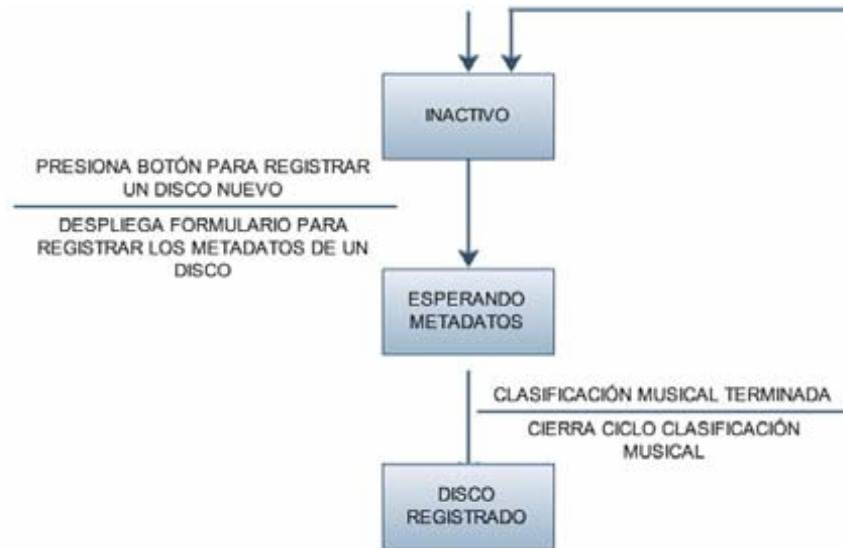 INACTIVO
PRESIONA BOTÓN PARA REGISTRAR
UN DISCO NUEVO
DESPLIEGA FORMULARIO PARA
REGISTRAR LOS METADATOS DE UN
DISCO
ESPERANDO
METADATOS
CLASIFICACIÓN MUSICAL TERMINADA
CIERRA CICLO CLASIFICACIÓN
MUSICAL
DISCO
REGISTRADO